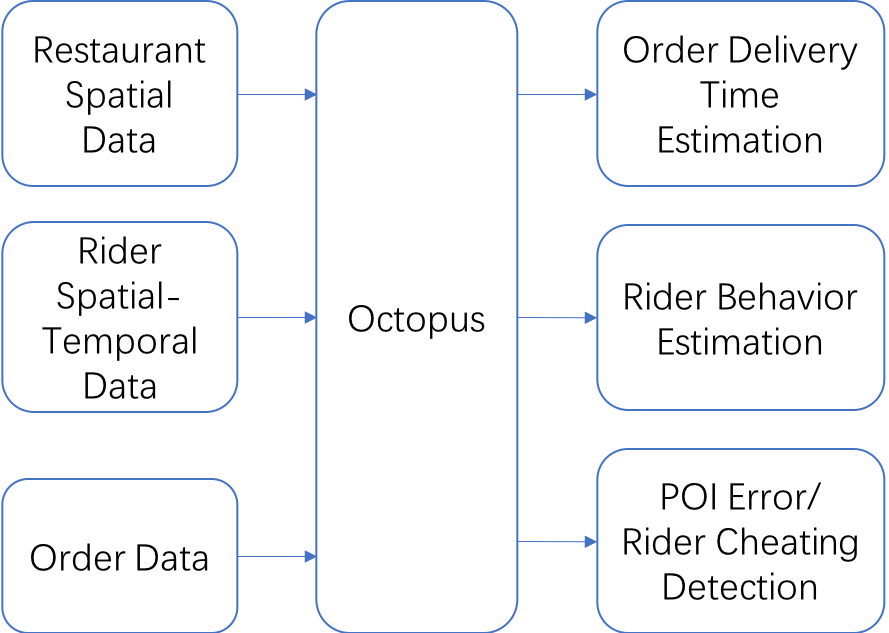 Restaurant
Spatial
Data
Rider
Spatial-
Temporal
Data
Order Data
Octopus
Order Delivery
Time
Estimation
Rider Behavior
Estimation
POI Error/
Rider Cheating
Detection